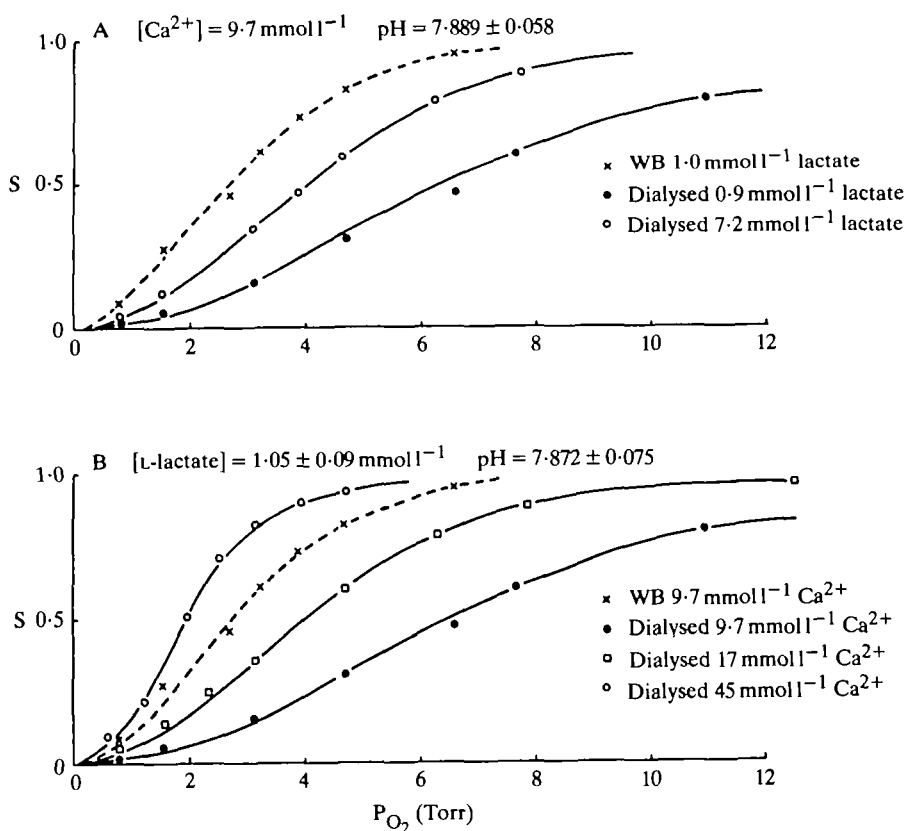 A [Ca²⁺] = 9·7 mmol l⁻¹ pH = 7·889 ± 0·058
1·0
S 0·5
0
× WB 1·0 mmol l⁻¹ lactate
● Dialysed 0·9 mmol l⁻¹ lactate
○ Dialysed 7·2 mmol l⁻¹ lactate
0 2 4 6 8 10 12
B [L-lactate] = 1·05 ± 0·09 mmol l⁻¹ pH = 7·872 ± 0·075
1·0
S 0·5
0
× WB 9·7 mmol l⁻¹ Ca²⁺
● Dialysed 9·7 mmol l⁻¹ Ca²⁺
□ Dialysed 17 mmol l⁻¹ Ca²⁺
○ Dialysed 45 mmol l⁻¹ Ca²⁺
0 2 4 6 8 10 12
P_O₂ (Torr)